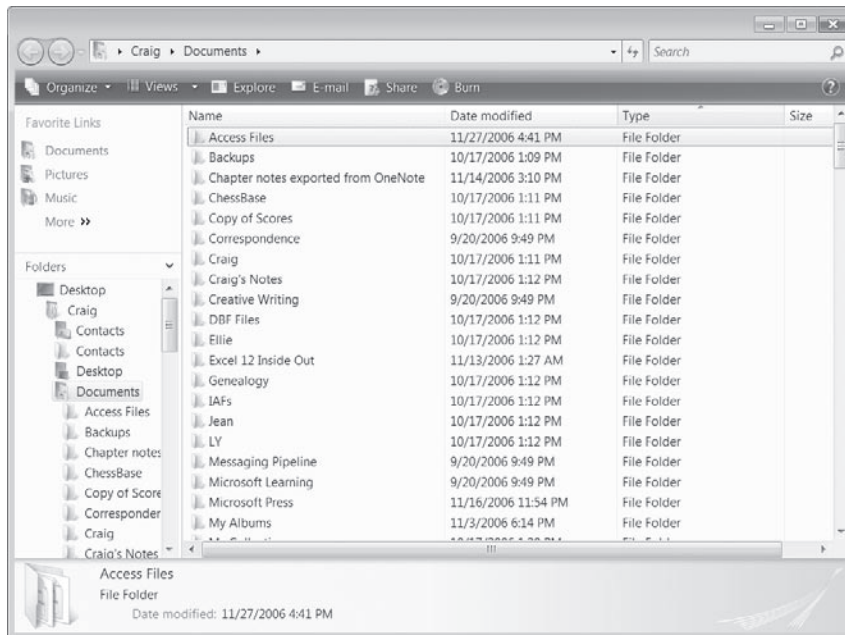 Craig Documents
Search
Organize Views Explore E-mail Share Burn
Favorite Links
Documents
Pictures
Music
More »
Folders
Desktop
Craig
Contacts
Contacts
Desktop
Documents
Access Files
Backups
Chapter notes
ChessBase
Copy of Score
Corresponder
Craig
Craig's Notes
Name Date modified Type Size
Access Files 11/27/2006 4:41 PM File Folder
Backups 10/17/2006 1:09 PM File Folder
Chapter notes exported from OneNote 11/14/2006 3:10 PM File Folder
ChessBase 10/17/2006 1:11 PM File Folder
Copy of Scores 10/17/2006 1:11 PM File Folder
Correspondence 9/20/2006 9:49 PM File Folder
Craig 10/17/2006 1:11 PM File Folder
Craig's Notes 10/17/2006 1:12 PM File Folder
Creative Writing 9/20/2006 9:49 PM File Folder
DBF Files 10/17/2006 1:12 PM File Folder
Ellie 10/17/2006 1:12 PM File Folder
Excel 12 Inside Out 11/13/2006 1:27 AM File Folder
Genealogy 10/17/2006 1:12 PM File Folder
IAFs 10/17/2006 1:12 PM File Folder
Jean 10/17/2006 1:12 PM File Folder
LY 10/17/2006 1:12 PM File Folder
Messaging Pipeline 9/20/2006 9:49 PM File Folder
Microsoft Learning 9/20/2006 9:49 PM File Folder
Microsoft Press 11/16/2006 11:54 PM File Folder
My Albums 11/3/2006 6:14 PM File Folder
Access Files
File Folder
Date modified: 11/27/2006 4:41 PM